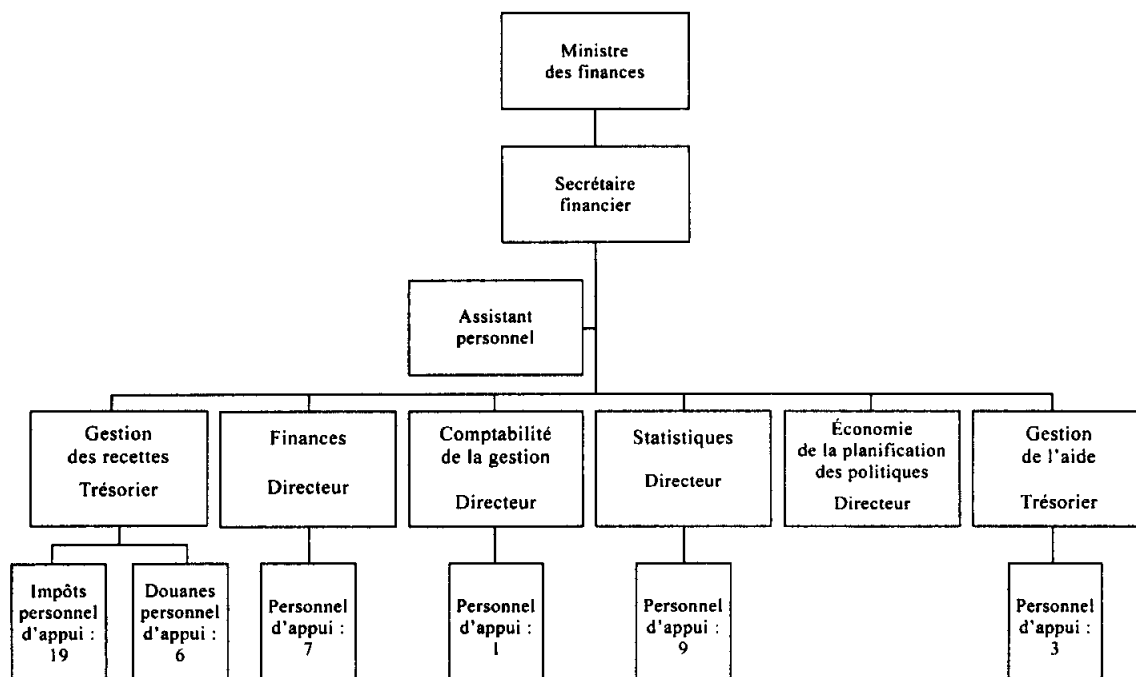 Ministre
des finances
Secrétaire
financier
Assistant
personnel
Gestion
des recettes
Trésorier
Finances
Directeur
Comptabilité
de la gestion
Directeur
Statistiques
Directeur
Économie
de la planification
des politiques
Directeur
Gestion
de l'aide
Trésorier
Impôts
personnel
d'appui :
19
Douanes
personnel
d'appui :
6
Personnel
d'appui :
7
Personnel
d'appui :
1
Personnel
d'appui :
9
Personnel
d'appui :
3